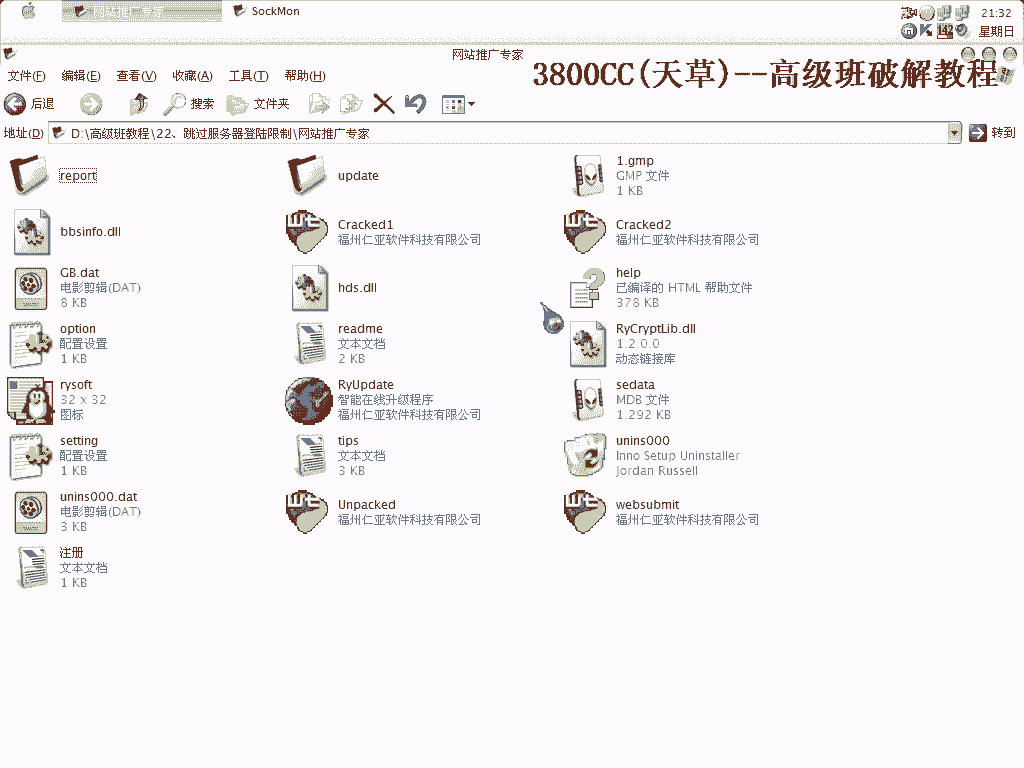 网站推广专家
SockMon
21:32
142
星期日
网站推广专家
文件(F) 编辑(E) 查看(V) 收藏(A) 工具(T) 帮助(H)
3800CC(天草)--高级班破解教程
后退 搜索 文件夹
地址(D) D:\高级班教程\22、跳过服务器登陆限制\网站推广专家 转到
report
update
1.gmp
GMP 文件
1 KB
bbsinfo.dll
Cracked1
福州仁亚软件科技有限公司
Cracked2
福州仁亚软件科技有限公司
GB.dat
电影剪辑(DAT)
8 KB
hds.dll
help
已编译的 HTML 帮助文件
378 KB
option
配置设置
1 KB
readme
文本文档
2 KB
RyCryptLib.dll
1.2.0.0
动态链接库
rysoft
32 x 32
图标
RyUpdate
智能在线升级程序
福州仁亚软件科技有限公司
sedata
MDB 文件
1.292 KB
setting
配置设置
1 KB
tips
文本文档
3 KB
unins000
Inno Setup Uninstaller
Jordan Russell
unins000.dat
电影剪辑(DAT)
3 KB
Unpacked
福州仁亚软件科技有限公司
websubmit
福州仁亚软件科技有限公司
注册
文本文档
1 KB